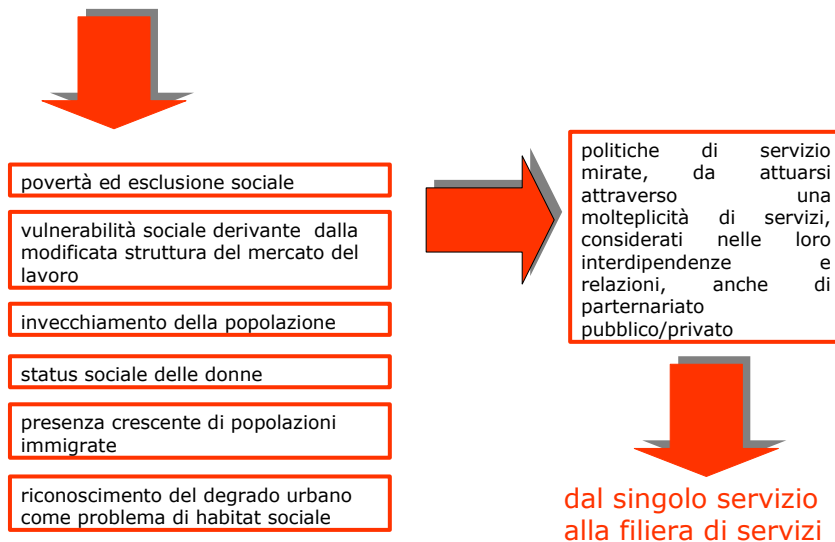 povertà ed esclusione sociale
vulnerabilità sociale derivante dalla
modificata struttura del mercato del
lavoro
invecchiamento della popolazione
status sociale delle donne
presenza crescente di popolazioni
immigrate
riconoscimento del degrado urbano
come problema di habitat sociale
politiche di servizio
mirate, da attuarsi
attraverso una
molteplicità di servizi,
considerati nelle loro
interdipendenze e
relazioni, anche di
parternariato
pubblico/privato
dal singolo servizio
alla filiera di servizi